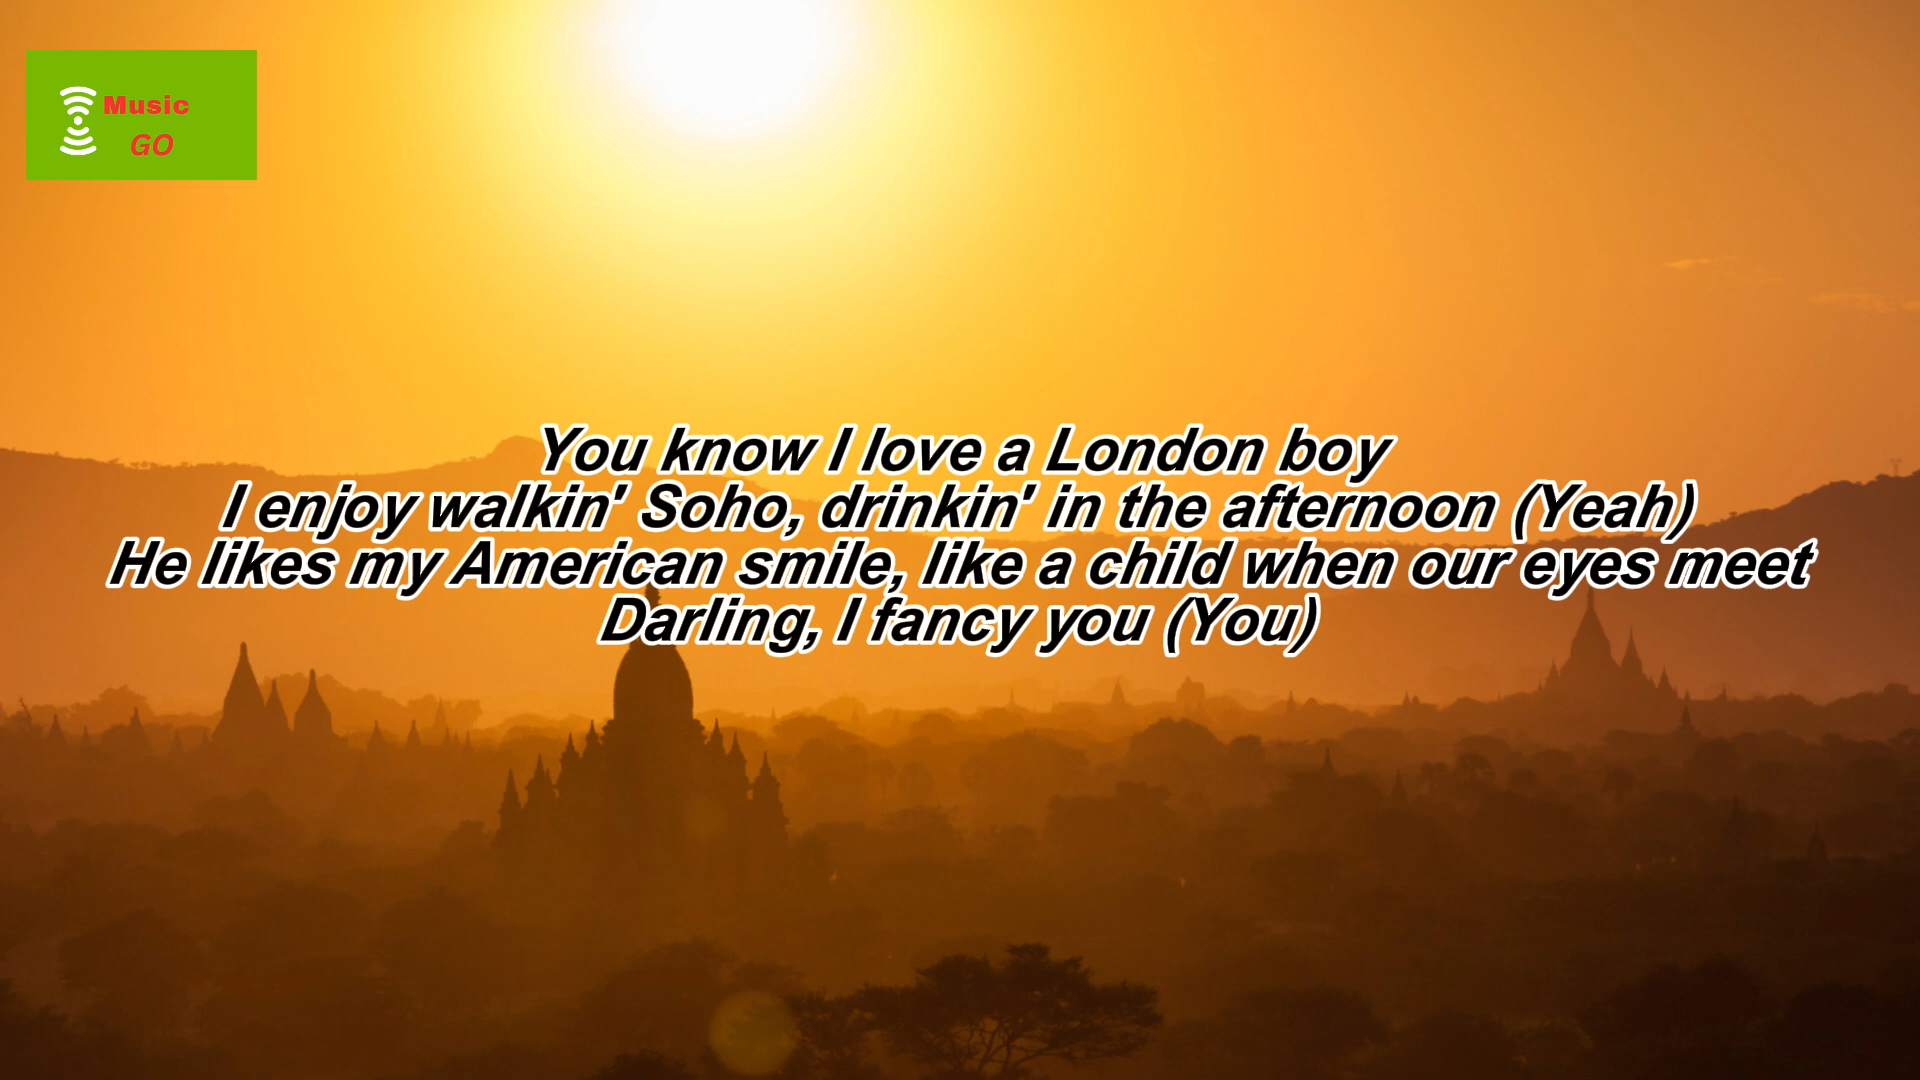 Music
GO
You know I love a London boy
I enjoy walkin' Soho, drinkin' in the afternoon (Yeah)
He likes my American smile, like a child when our eyes meet
Darling, I fancy you (You)